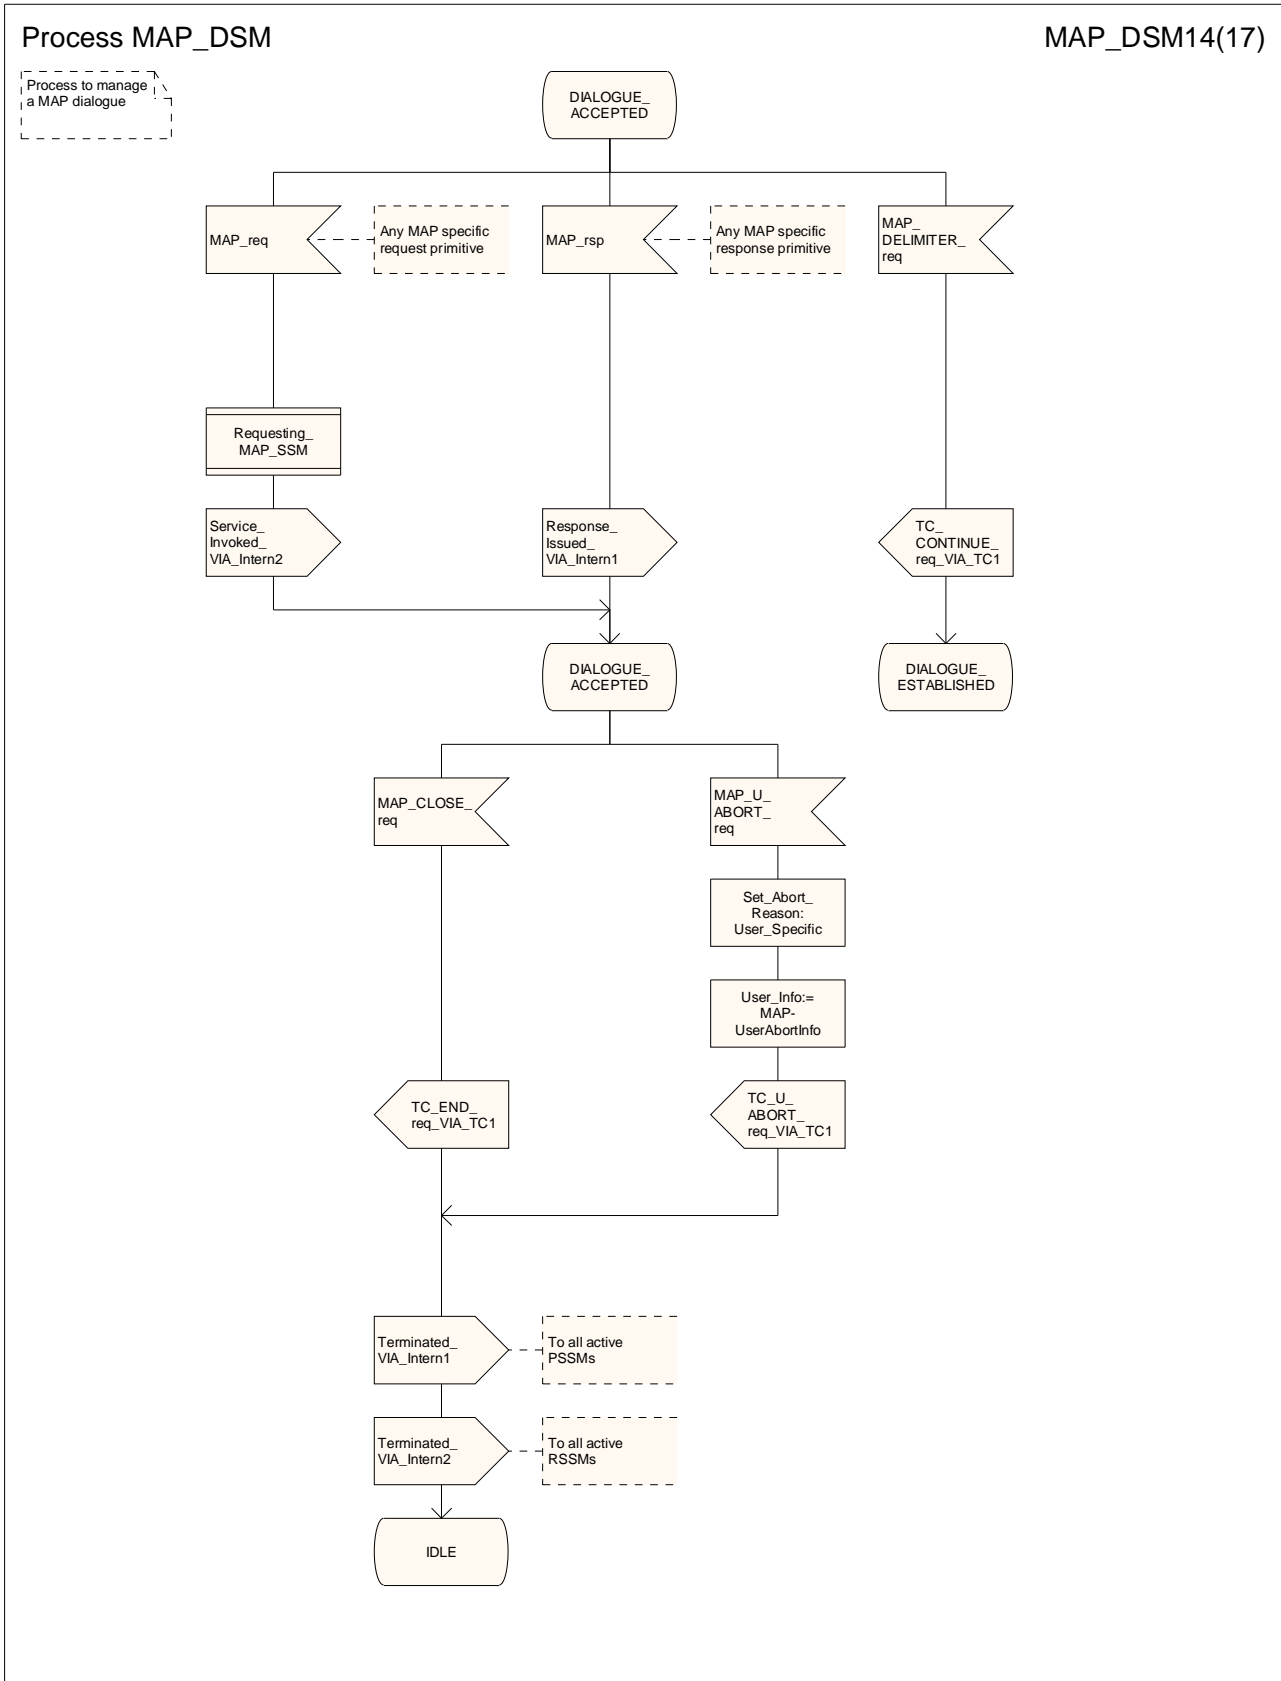 Process MAP_DSM
MAP_DSM14(17)
Process to manage
a MAP dialogue
DIALOGUE_
ACCEPTED
MAP_req
Any MAP specific
request primitive
MAP_rsp
Any MAP specific
response primitive
MAP_
DELIMITER_
req
Requesting_
MAP_SSM
Service_
Invoked_
VIA_Intern2
Response_
Issued_
VIA_Intern1
TC_
CONTINUE_
req_VIA_TC1
DIALOGUE_
ACCEPTED
DIALOGUE_
ESTABLISHED
MAP_CLOSE_
req
MAP_U_
ABORT_
req
Set_Abort_
Reason:
User_Specific
User_Info:=
MAP-
UserAbortInfo
TC_END_
req_VIA_TC1
TC_U_
ABORT_
req_VIA_TC1
Terminated_
VIA_Intern1
To all active
PSSMs
Terminated_
VIA_Intern2
To all active
RSSMs
IDLE